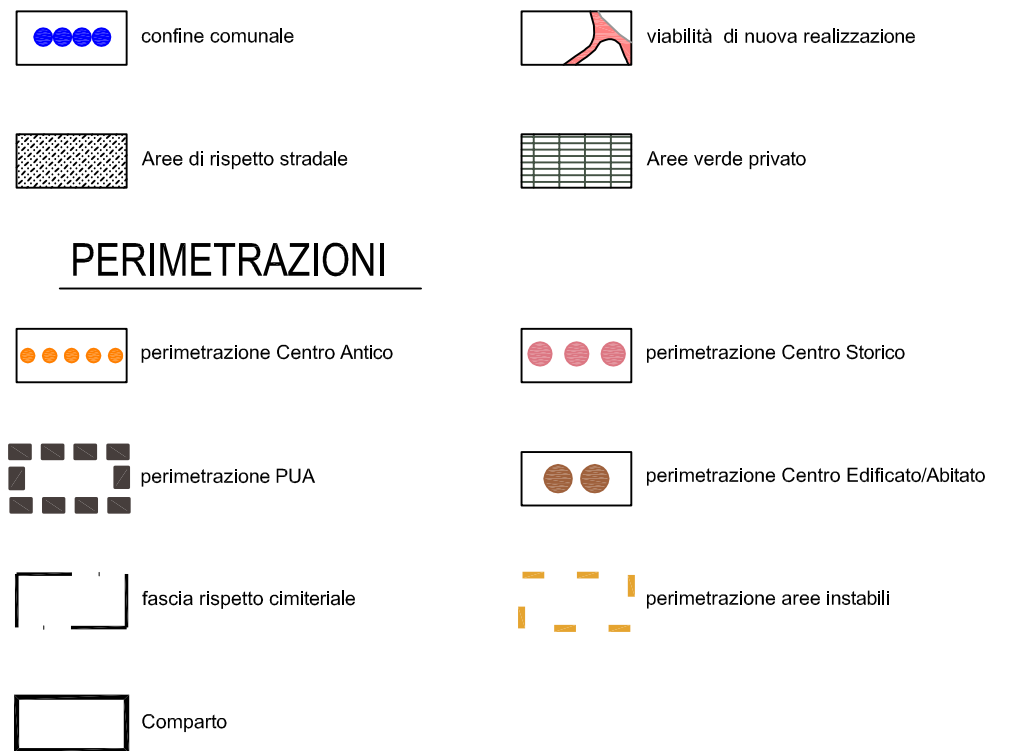 confine comunale
viabilità di nuova realizzazione
Aree di rispetto stradale
Aree verde privato
PERIMETRAZIONI
perimetrazione Centro Antico
perimetrazione Centro Storico
perimetrazione PUA
perimetrazione Centro Edificato/Abitato
fascia rispetto cimiteriale
perimetrazione aree instabili
Comparto